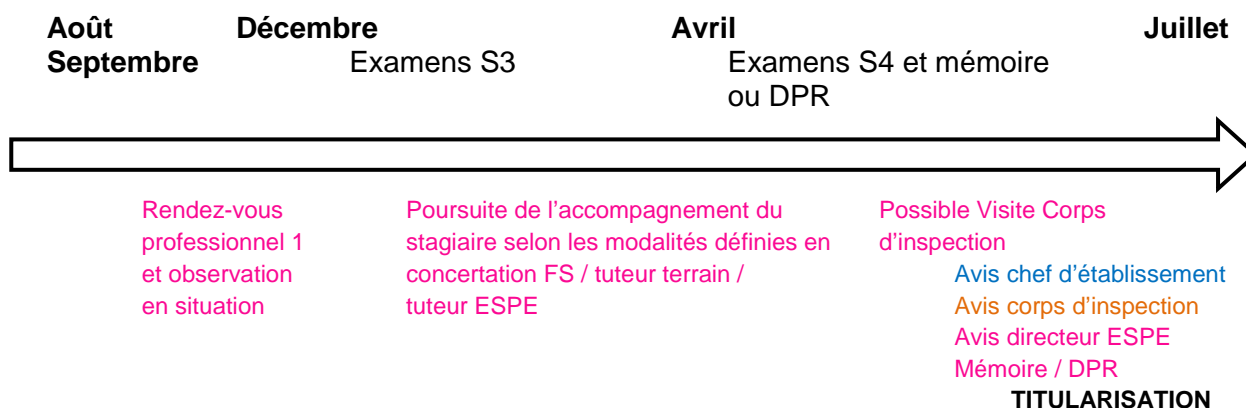 Août Décembre Avril Juillet
Septembre Examens S3 Examens S4 et mémoire
ou DPR
Rendez-vous
professionnel 1
et observation
en situation
Poursuite de l’accompagnement du
stagiaire selon les modalités définies en
concertation FS / tuteur terrain /
tuteur ESPE
Possible Visite Corps
d’inspection
Avis chef d’établissement
Avis corps d’inspection
Avis directeur ESPE
Mémoire / DPR
TITULARISATION